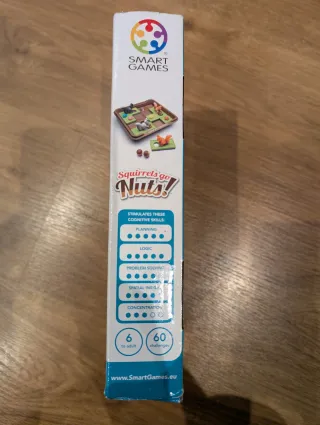 SMART
GAMES
Squirrels go
Nuts!
STIMULATES THESE
COGNITIVE SKILLS:
PLANNING
LOGIC
PROBLEM SOLVING
SPATIAL INSIGHT
CONCENTRATION
6
60
challenges
www.SmartGames.eu